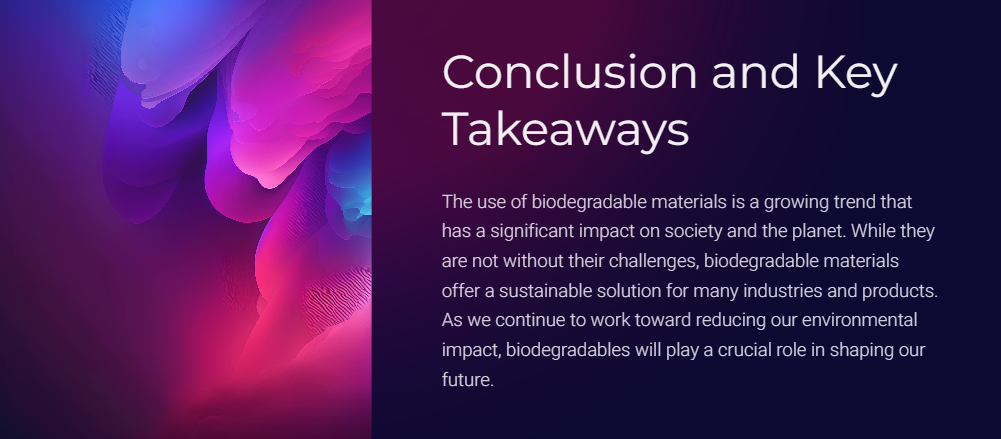 Conclusion and Key
Takeaways
The use of biodegradable materials is a growing trend that
has a significant impact on society and the planet. While they
are not without their challenges, biodegradable materials
offer a sustainable solution for many industries and products.
As we continue to work toward reducing our environmental
impact, biodegradables will play a crucial role in shaping our
future.